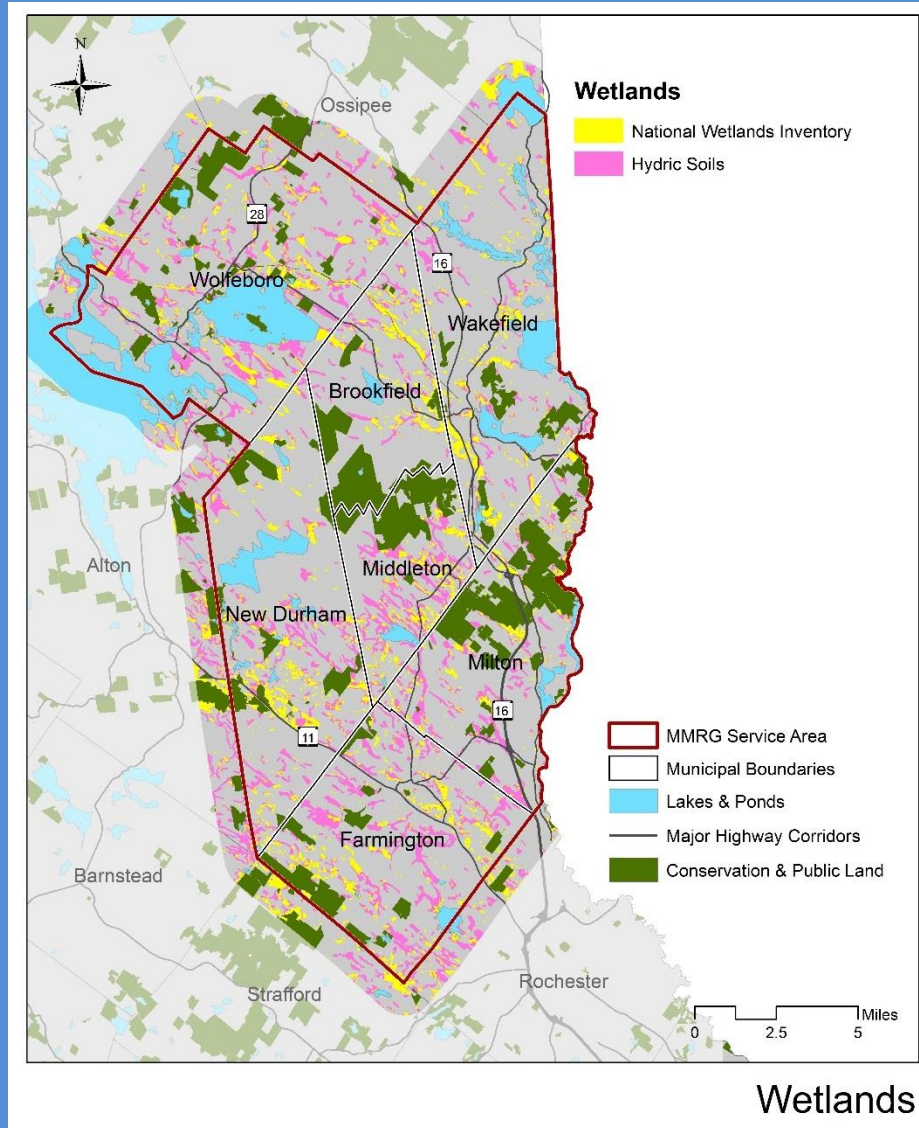 N
Ossipee
Wetlands
National Wetlands Inventory
Hydric Soils
28
16
Wolfeboro
Wakefield
Brookfield
Alton
Middleton
New Durham
Milton
16
11
MMRG Service Area
Municipal Boundaries
Lakes & Ponds
Major Highway Corridors
Conservation & Public Land
Farmington
Barnstead
Strafford
Rochester
Miles
0 2.5 5
Wetlands